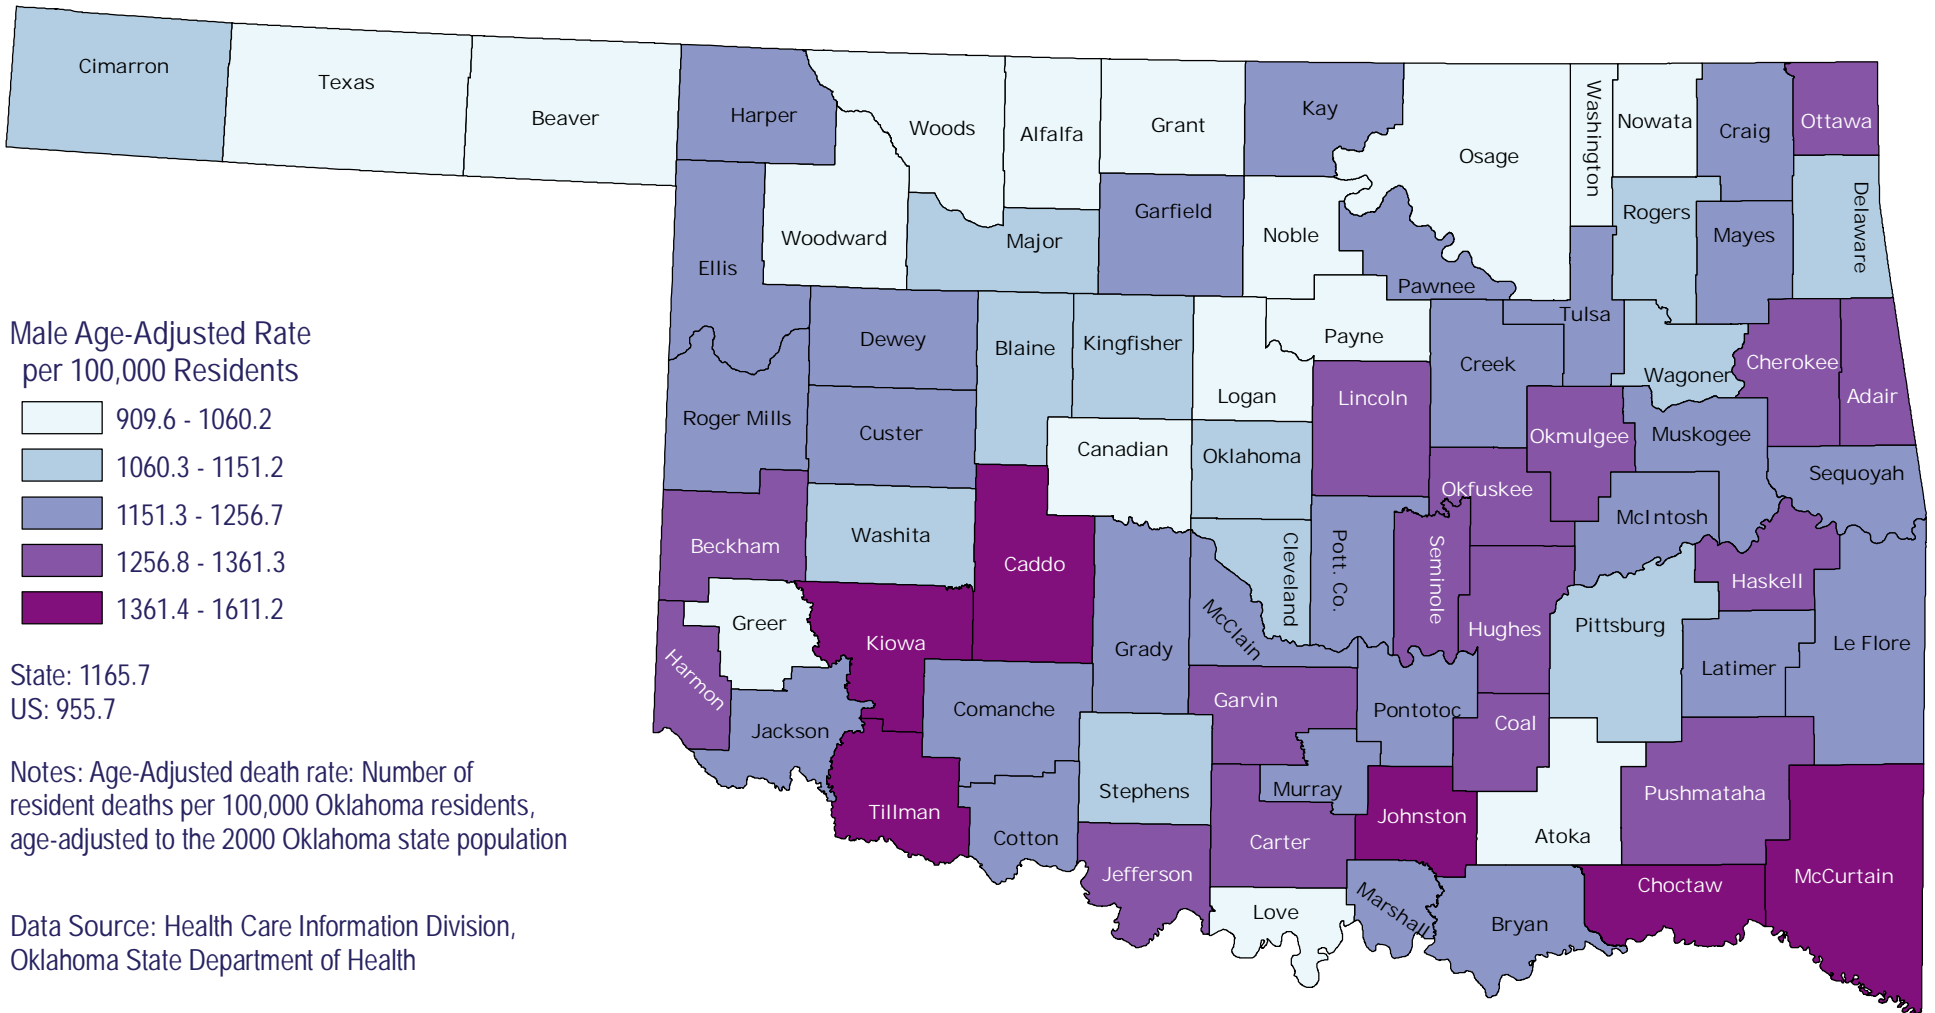 Cimarron
Texas
Beaver
Harper
Woods
Alfalfa
Grant
Kay
Osage
Washington
Nowata
Craig
Ottawa
Woodward
Ellis
Major
Garfield
Noble
Pawnee
Rogers
Mayes
Delaware
Tulsa
Dewey
Blaine
Kingfisher
Logan
Payne
Creek
Wagoner
Cherokee
Adair
Roger Mills
Custer
Canadian
Oklahoma
Lincoln
Okmulgee
Muskogee
Sequoyah
Okfuskee
McIntosh
Beckham
Washita
Caddo
Grady
Cleveland
McClain
Pott. Co.
Seminole
Hughes
Haskell
Pittsburg
Latimer
Le Flore
Greer
Kiowa
Harmon
Jackson
Comanche
Garvin
Pontotoc
Coal
Tillman
Stephens
Murray
Johnston
Atoka
Pushmataha
Cotton
Carter
Jefferson
Love
Marshall
Bryan
Choctaw
McCurtain
Male Age-Adjusted Rate
per 100,000 Residents
909.6 - 1060.2
1060.3 - 1151.2
1151.3 - 1256.7
1256.8 - 1361.3
1361.4 - 1611.2
State: 1165.7
US: 955.7
Notes: Age-Adjusted death rate: Number of
resident deaths per 100,000 Oklahoma residents,
age-adjusted to the 2000 Oklahoma state population
Data Source: Health Care Information Division,
Oklahoma State Department of Health